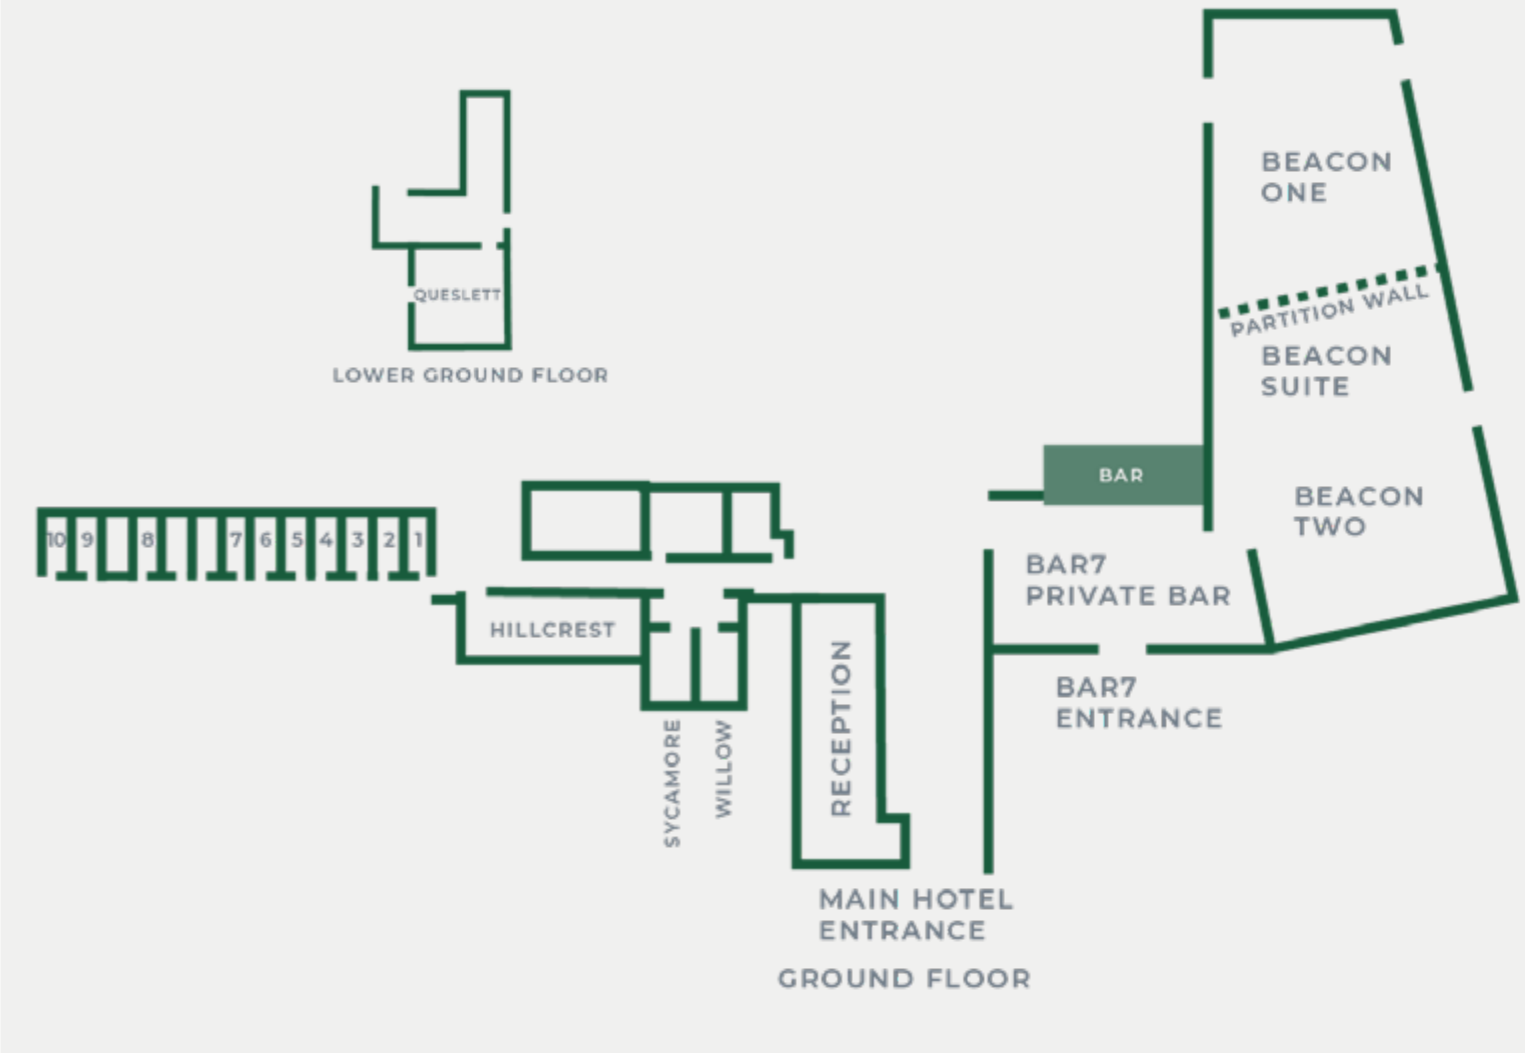 BEACON
ONE
PARTITION WALL
BEACON
SUITE
BEACON
TWO
BAR
BAR7
PRIVATE BAR
BAR7
ENTRANCE
QUESLETT
LOWER GROUND FLOOR
10 9 8 7 6 5 4 3 2 1
HILLCREST
SYCAMORE
WILLOW
RECEPTION
MAIN HOTEL
ENTRANCE
GROUND FLOOR